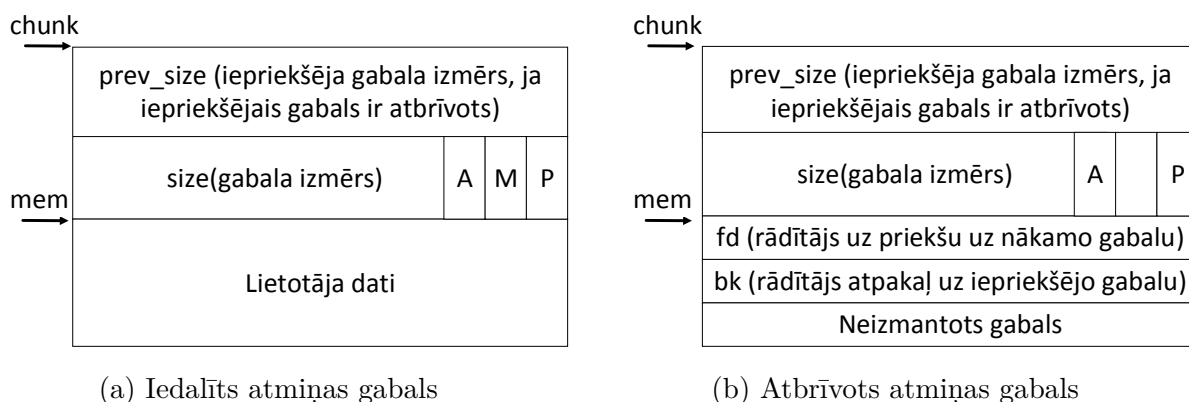 chunk
prev_size (iepriekšēja gabala izmērs, ja
iepriekšējais gabals ir atbrīvots)
size(gabala izmērs) A M P
mem
Lietotāja dati
(a) Iedalīts atmiņas gabals
chunk
prev_size (iepriekšēja gabala izmērs, ja
iepriekšējais gabals ir atbrīvots)
size(gabala izmērs) A P
mem
fd (rādītājs uz priekšu uz nākamo gabalu)
bk (rādītājs atpakaļ uz iepriekšējo gabalu)
Neizmantots gabals
(b) Atbrīvots atmiņas gabals